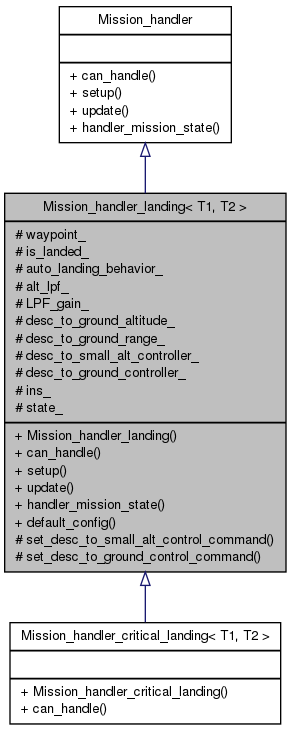 Mission_handler
+ can_handle()
+ setup()
+ update()
+ handler_mission_state()
Mission_handler_landing< T1, T2 >
# waypoint_
# is_landed_
# auto_landing_behavior_
# alt_lpf_
# LPF_gain_
# desc_to_ground_altitude_
# desc_to_ground_range_
# desc_to_small_alt_controller_
# desc_to_ground_controller_
# ins_
# state_
+ Mission_handler_landing()
+ can_handle()
+ setup()
+ update()
+ handler_mission_state()
+ default_config()
# set_desc_to_small_alt_control_command()
# set_desc_to_ground_control_command()
Mission_handler_critical_landing< T1, T2 >
+ Mission_handler_critical_landing()
+ can_handle()